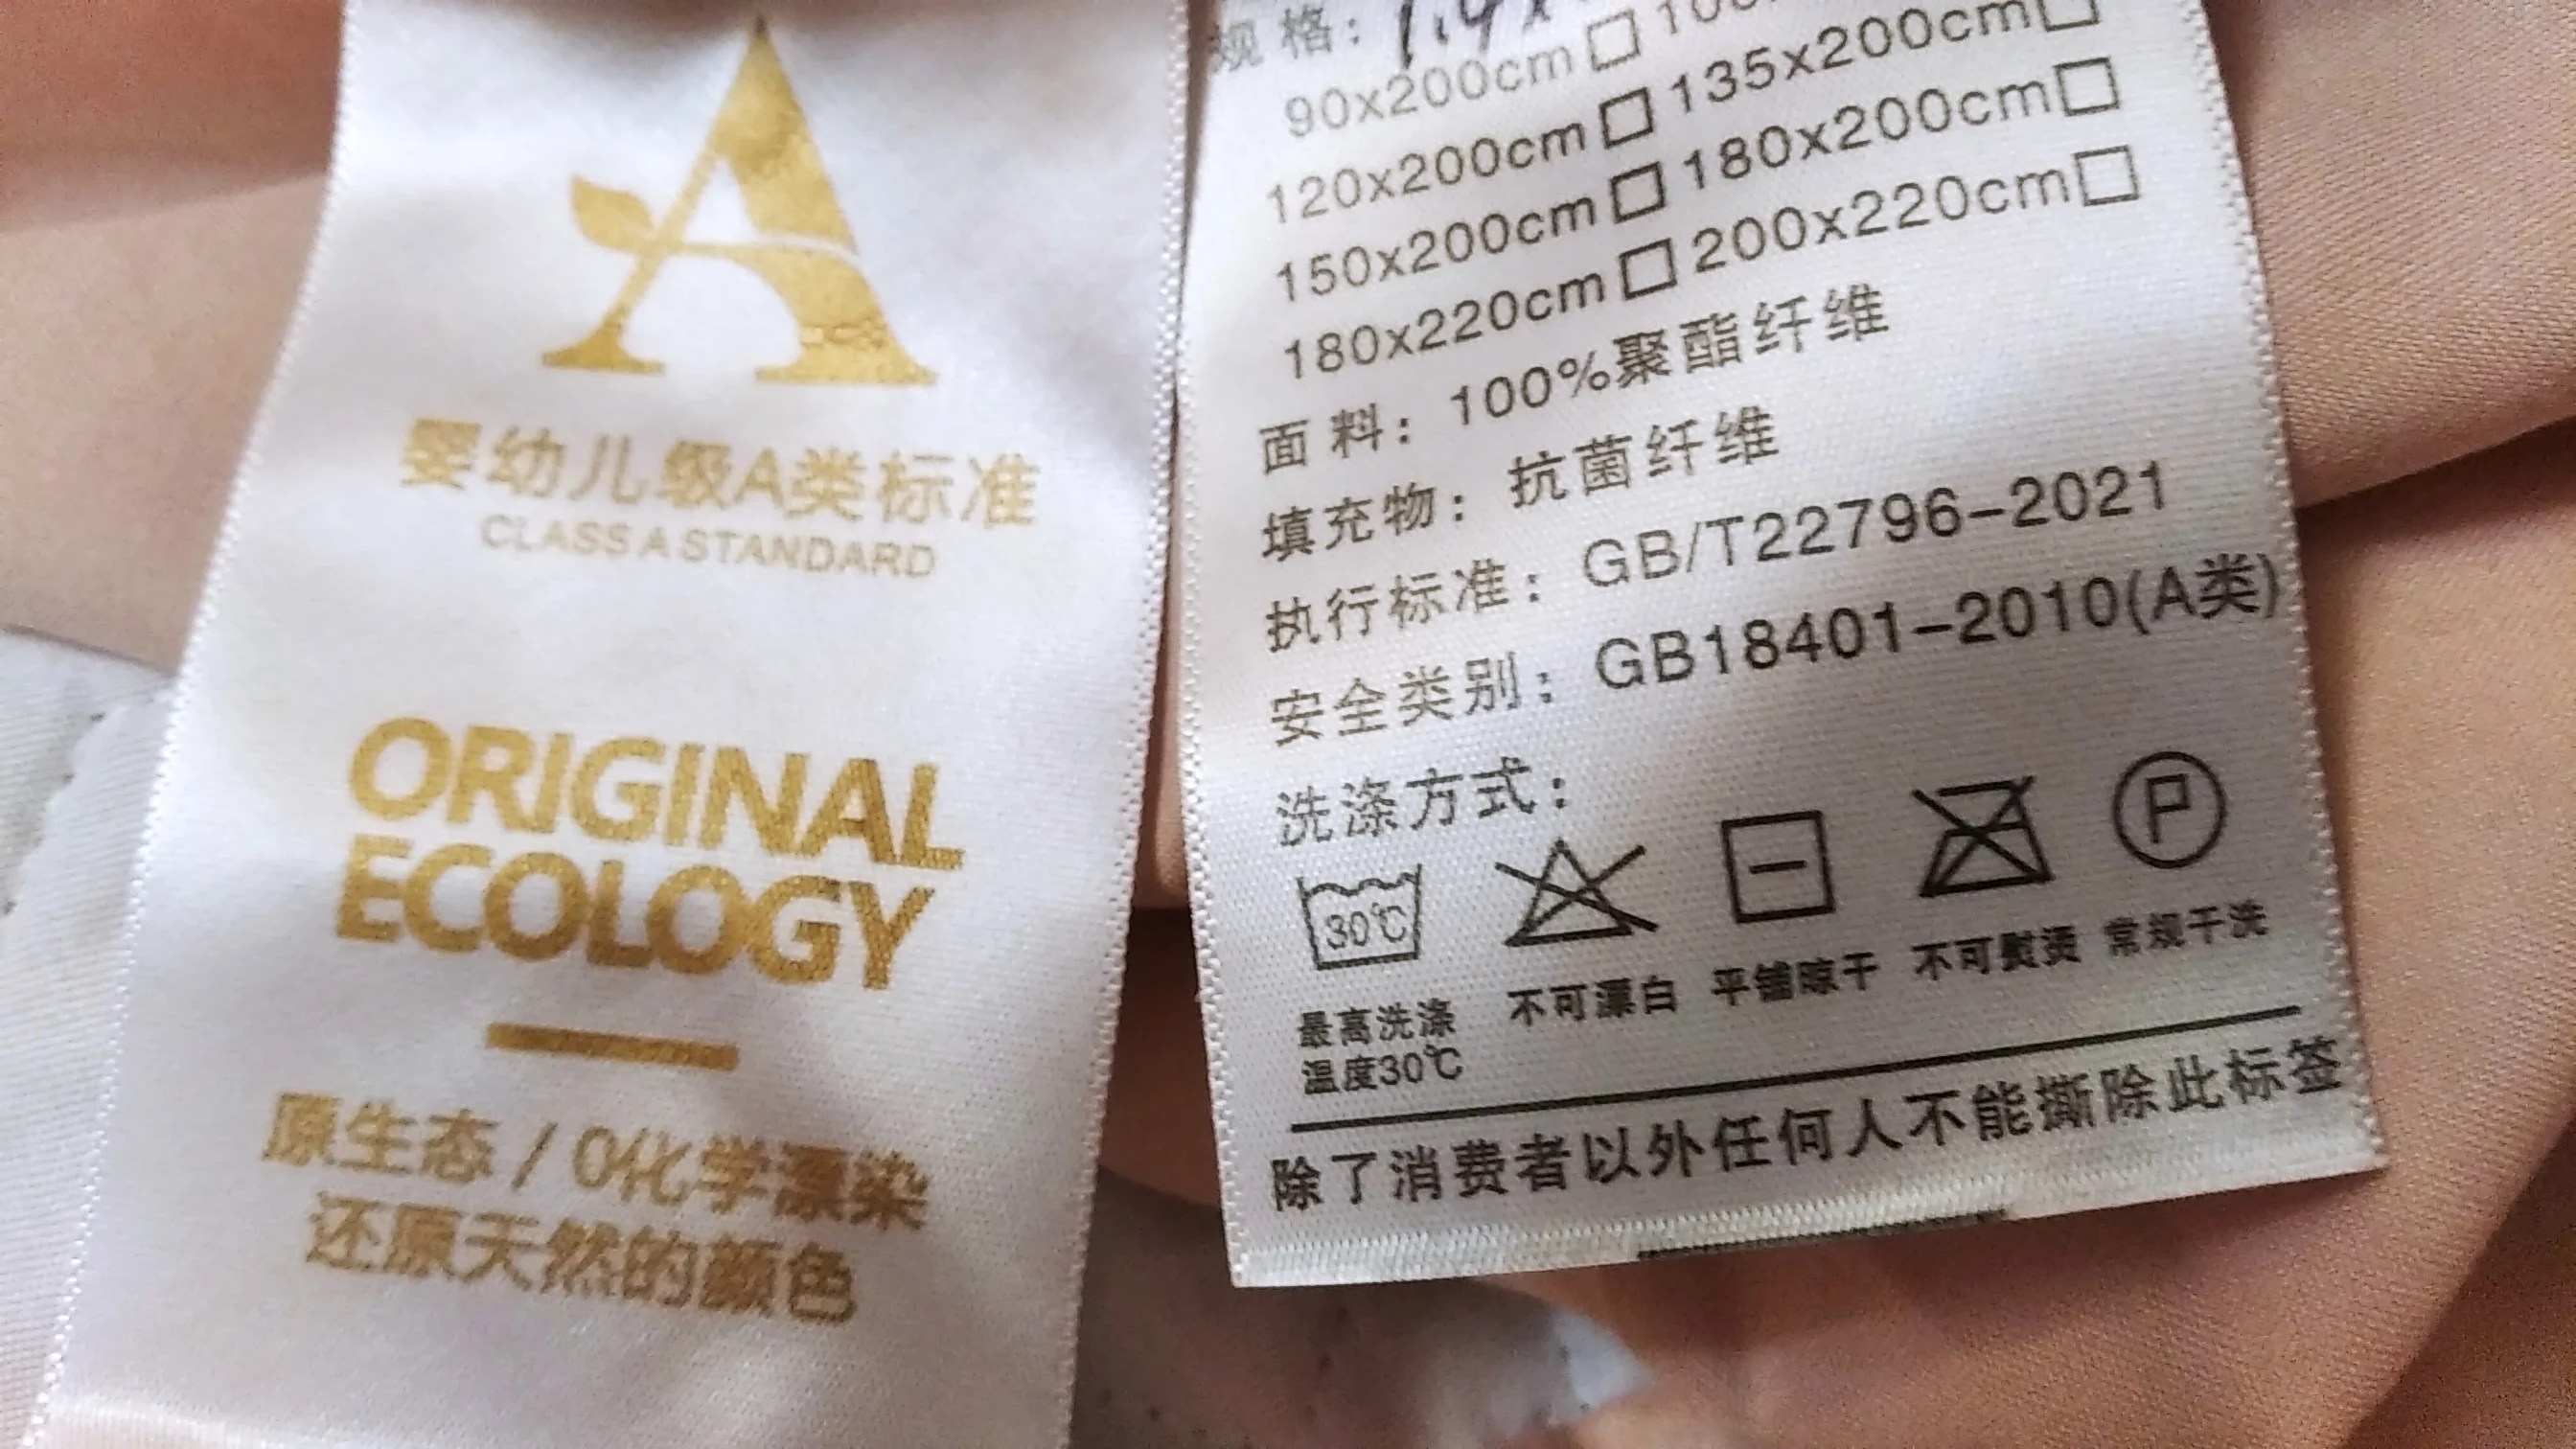 A
婴幼儿级A类标准
CLASS A STANDARD
ORIGINAL
ECOLOGY
原生态 / 0化学漂染
还原天然的颜色
规 格：
90x200cm□
120x200cm□ 135x200cm□
150x200cm□ 180x200cm□
180x220cm□ 200x220cm□
面 料： 100%聚酯纤维
填充物： 抗菌纤维
执行标准： GB/T22796-2021
安全类别： GB18401-2010(A类)
洗涤方式：
30℃ P
最高洗涤 不可漂白 平铺晾干 不可熨烫 常规干洗
温度30℃
除了消费者以外任何人不能撕除此标签